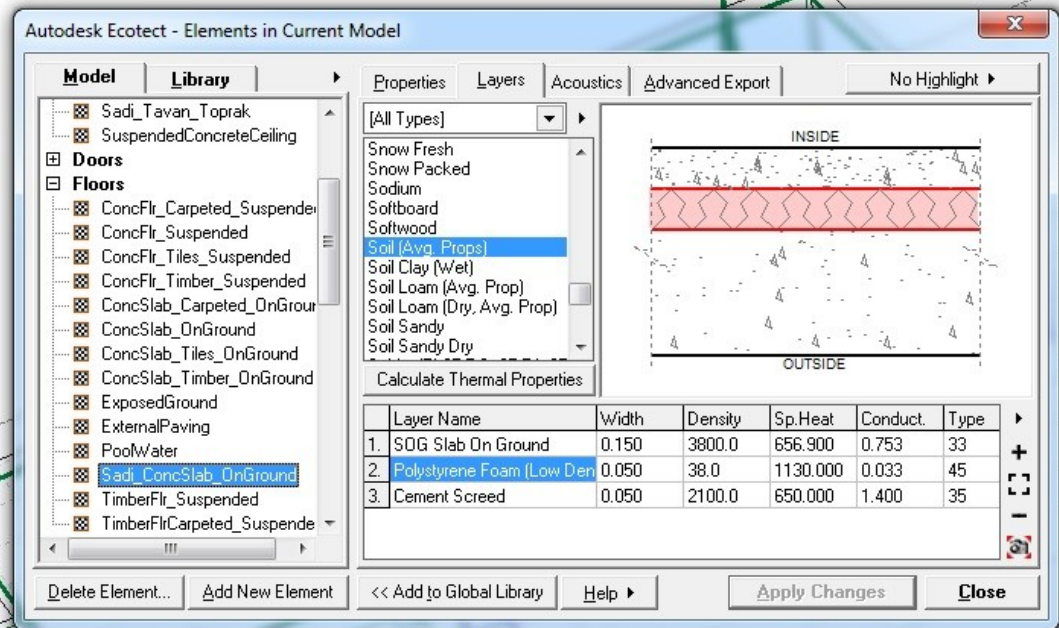 Autodesk Ecotect - Elements in Current Model
x
Model Library
Sadi_Tavan_Toprak
SuspendedConcreteCeiling
Doors
Floors
ConcFlr_Carpeted_Suspende
ConcFlr_Suspended
ConcFlr_Tiles_Suspended
ConcFlr_Timber_Suspended
ConcSlab_Carpeted_OnGroun
ConcSlab_OnGround
ConcSlab_Tiles_OnGround
ConcSlab_Timber_OnGround
ExposedGround
ExternalPaving
PoolWater
Sadi_ConcSlab_OnGround
TimberFlr_Suspended
TimberFlrCarpeted_Suspende
Properties Layers Acoustics Advanced Export No Highlight
[All Types]
Snow Fresh
Snow Packed
Sodium
Softboard
Softwood
Soil (Avg. Props)
Soil Clay (Wet)
Soil Loam (Avg. Prop)
Soil Loam (Dry, Avg. Prop)
Soil Sandy
Soil Sandy Dry
Calculate Thermal Properties
INSIDE
OUTSIDE
Layer Name Width Density Sp.Heat Conduct. Type
1. SOG Slab On Ground 0.150 3800.0 656.900 0.753 33
2. Polystyrene Foam (Low Den 0.050 38.0 1130.000 0.033 45
3. Cement Screed 0.050 2100.0 650.000 1.400 35
Delete Element... Add New Element << Add to Global Library Help Apply Changes Close